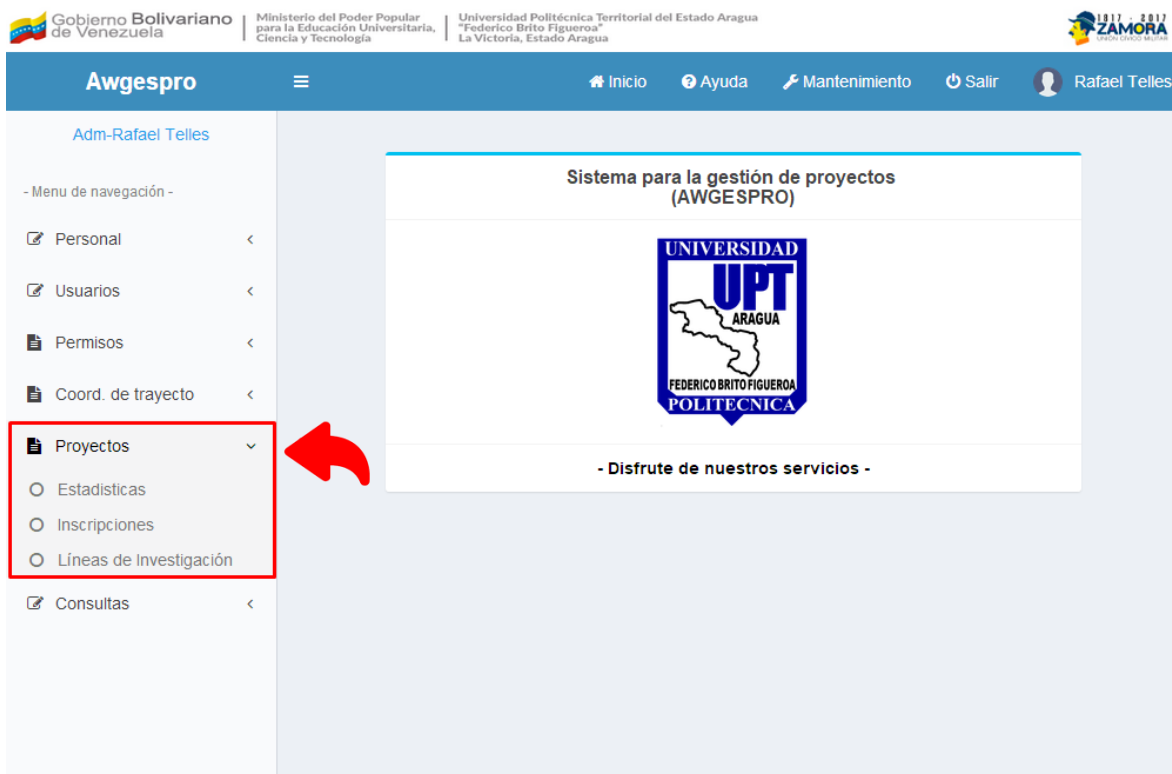 Gobierno Bolivariano
de Venezuela
Ministerio del Poder Popular
para la Educación Universitaria,
Ciencia y Tecnología
Universidad Politécnica Territorial del Estado Aragua
"Federico Brito Figueroa"
La Victoria, Estado Aragua
1817 - 2017
ZAMORA
UNIÓN CÍVICO MILITAR
Awgespro
Inicio
Ayuda
Mantenimiento
Salir
Rafael Telles
Adm-Rafael Telles
- Menu de navegación -
Personal
Usuarios
Permisos
Coord. de trayecto
Proyectos
Estadisticas
Inscripciones
Líneas de Investigación
Consultas
Sistema para la gestión de proyectos
(AWGESPRO)
UNIVERSIDAD
UPT
ARAGUA
FEDERICO BRITO FIGUEROA
POLITECNICA
- Disfrute de nuestros servicios -